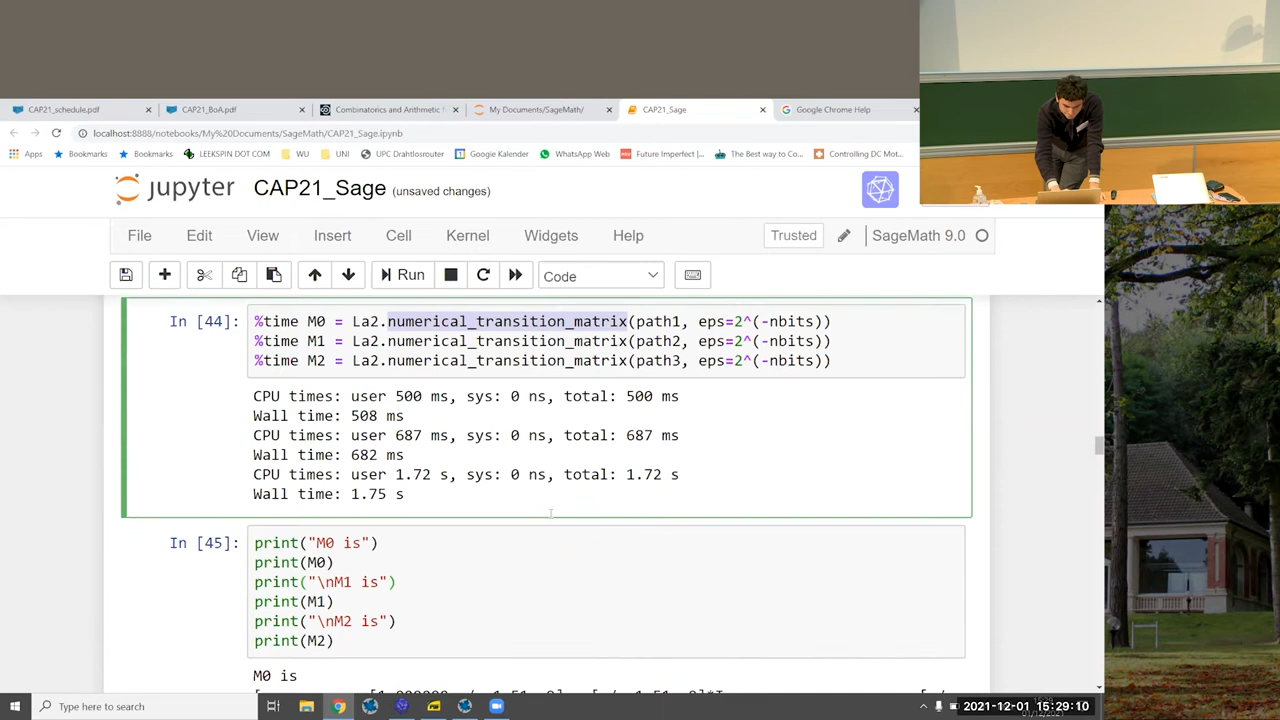 CAP21_schedule.pdf
CAP21_BoA.pdf
Combinatorics and Arithmetic
My Documents/SageMath/
CAP21_Sage
Google Chrome Help
localhost:8888/notebooks/My%20Documents/SageMath/CAP21_Sage.ipynb
Apps
Bookmarks
Bookmarks
LEEKSPIN DOT COM
WU
UNI
UPC Drahtlosrouter
Google Kalender
WhatsApp Web
Future Imperfect |...
The Best way to Co...
Controlling DC Mot...
jupyter
CAP21_Sage (unsaved changes)
File Edit View Insert Cell Kernel Widgets Help
Trusted
SageMath 9.0
Run
Code
In [44]: %time M0 = La2.numerical_transition_matrix(path1, eps=2^(-nbits))
%time M1 = La2.numerical_transition_matrix(path2, eps=2^(-nbits))
%time M2 = La2.numerical_transition_matrix(path3, eps=2^(-nbits))
CPU times: user 500 ms, sys: 0 ns, total: 500 ms
Wall time: 508 ms
CPU times: user 687 ms, sys: 0 ns, total: 687 ms
Wall time: 682 ms
CPU times: user 1.72 s, sys: 0 ns, total: 1.72 s
Wall time: 1.75 s
In [45]: print("M0 is")
print(M0)
print("\nM1 is")
print(M1)
print("\nM2 is")
print(M2)
M0 is
Type here to search
2021-12-01 15:29:10